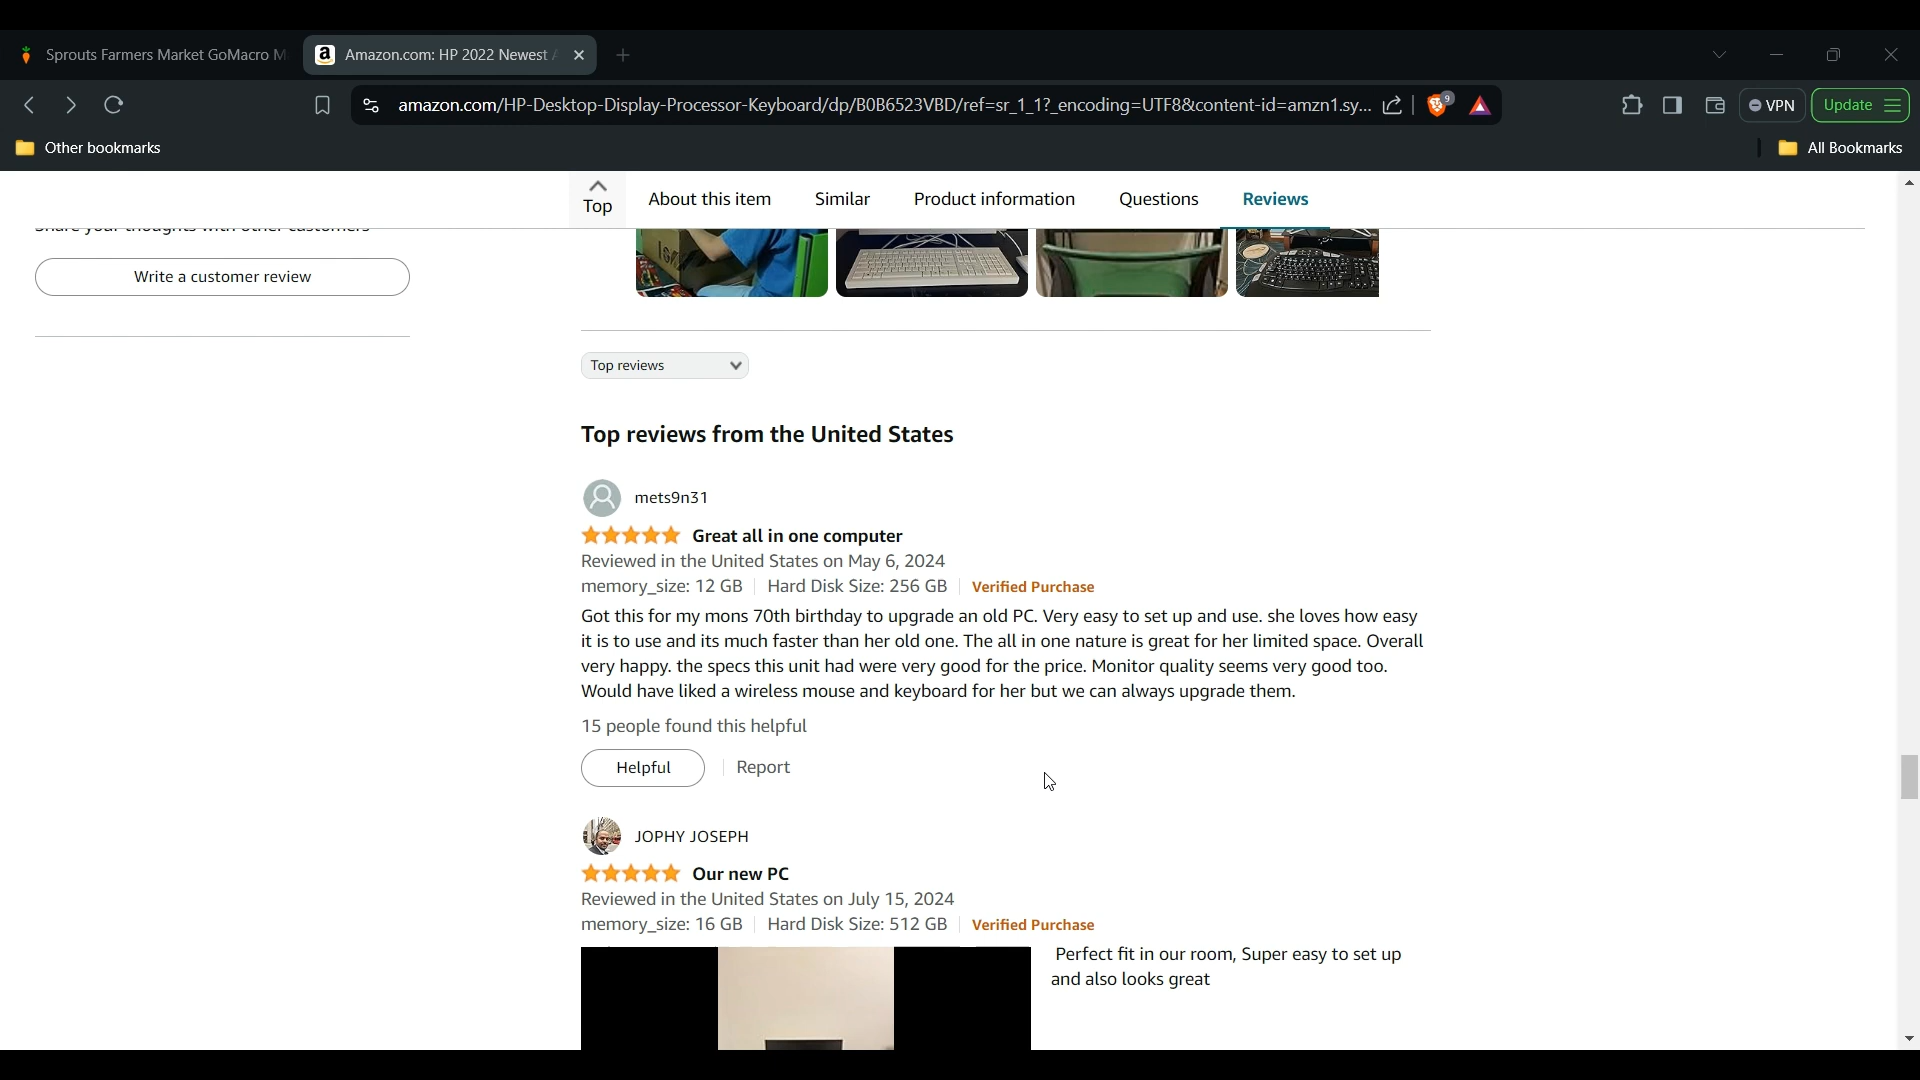 Sprouts Farmers Market GoMacro M
Amazon.com: HP 2022 Newest A
amazon.com/HP-Desktop-Display-Processor-Keyboard/dp/B0B6523VBD/ref=sr_1_1?_encoding=UTF8&content-id=amzn1.sy...
9
VPN
Update
Other bookmarks
All Bookmarks
Top
About this item
Similar
Product information
Questions
Reviews
Share your thoughts with other customers
Write a customer review
Top reviews
Top reviews from the United States
mets9n31
Great all in one computer
Reviewed in the United States on May 6, 2024
memory_size: 12 GB Hard Disk Size: 256 GB Verified Purchase
Got this for my mons 70th birthday to upgrade an old PC. Very easy to set up and use. she loves how easy
it is to use and its much faster than her old one. The all in one nature is great for her limited space. Overall
very happy. the specs this unit had were very good for the price. Monitor quality seems very good too.
Would have liked a wireless mouse and keyboard for her but we can always upgrade them.
15 people found this helpful
Helpful
Report
JOPHY JOSEPH
Our new PC
Reviewed in the United States on July 15, 2024
memory_size: 16 GB Hard Disk Size: 512 GB Verified Purchase
Perfect fit in our room, Super easy to set up
and also looks great